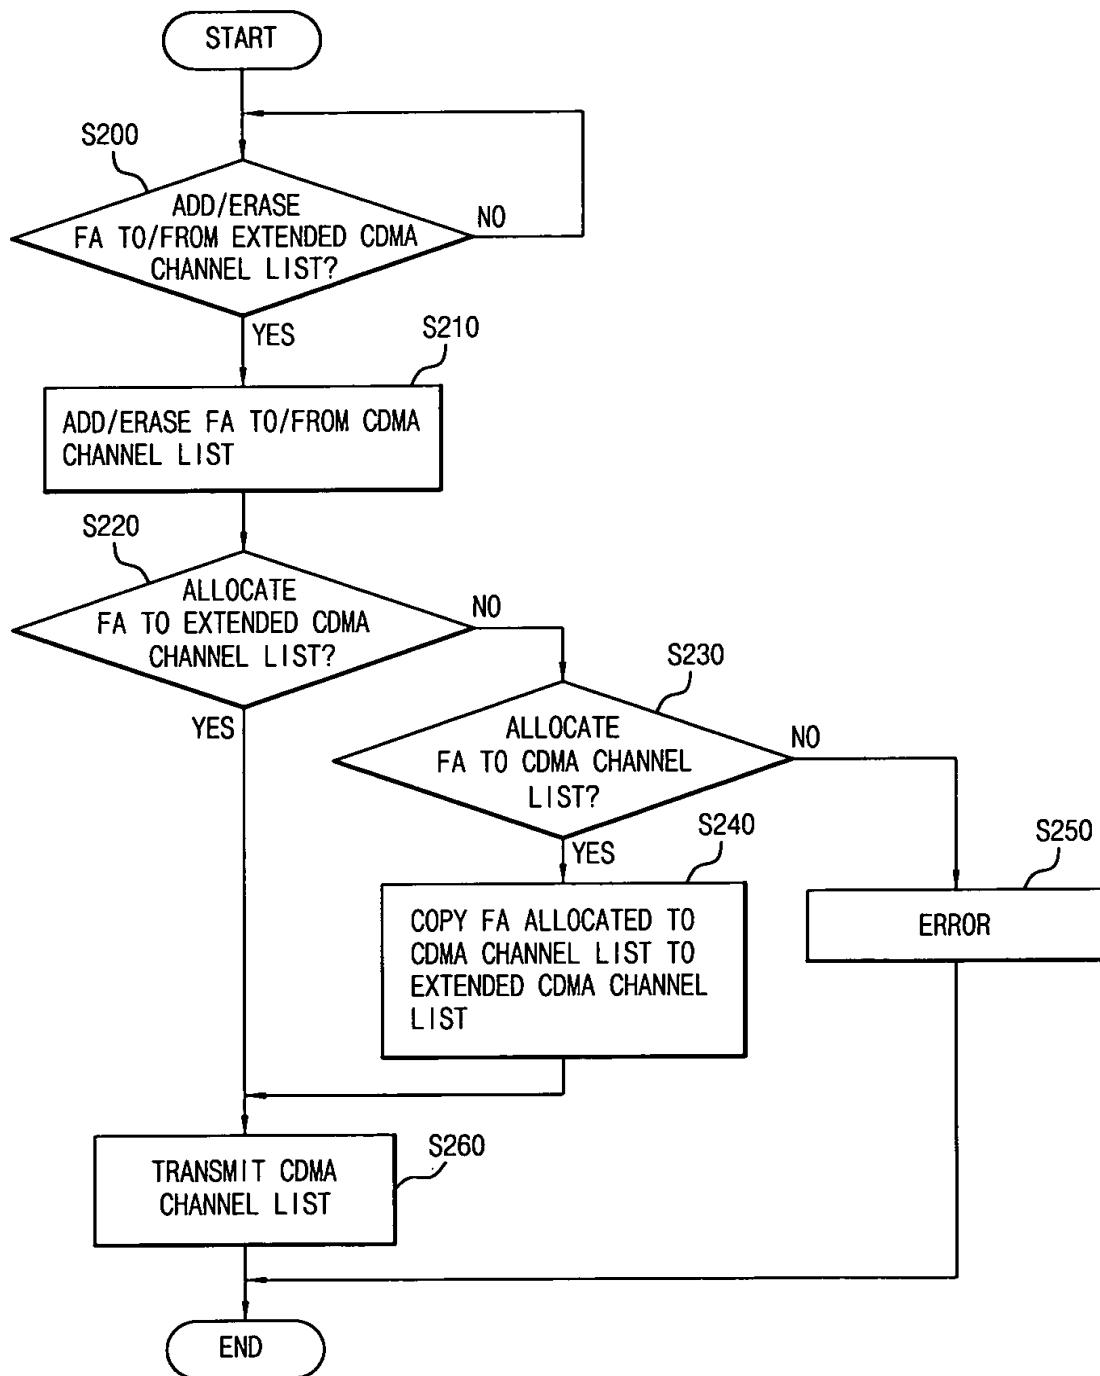 START
S200
ADD/ERASE
FA TO/FROM EXTENDED CDMA
CHANNEL LIST?
NO
YES
S210
ADD/ERASE FA TO/FROM CDMA
CHANNEL LIST
S220
ALLOCATE
FA TO EXTENDED CDMA
CHANNEL LIST?
NO
YES
S230
ALLOCATE
FA TO CDMA CHANNEL
LIST?
NO
YES
S240
COPY FA ALLOCATED TO
CDMA CHANNEL LIST TO
EXTENDED CDMA CHANNEL
LIST
S250
ERROR
S260
TRANSMIT CDMA
CHANNEL LIST
END